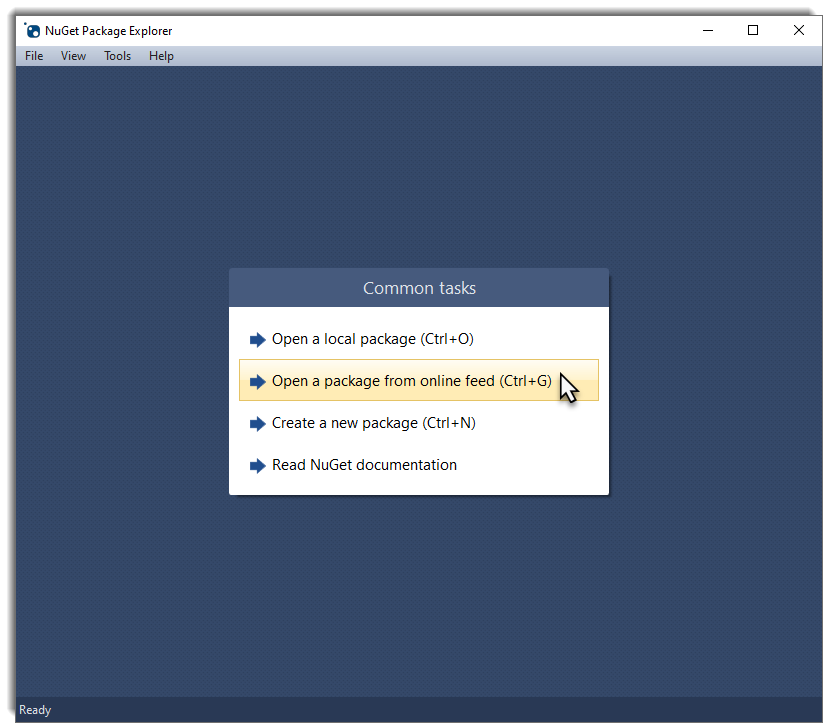 NuGet Package Explorer
File View Tools Help
Common tasks
Open a local package (Ctrl+O)
Open a package from online feed (Ctrl+G)
Create a new package (Ctrl+N)
Read NuGet documentation
Ready